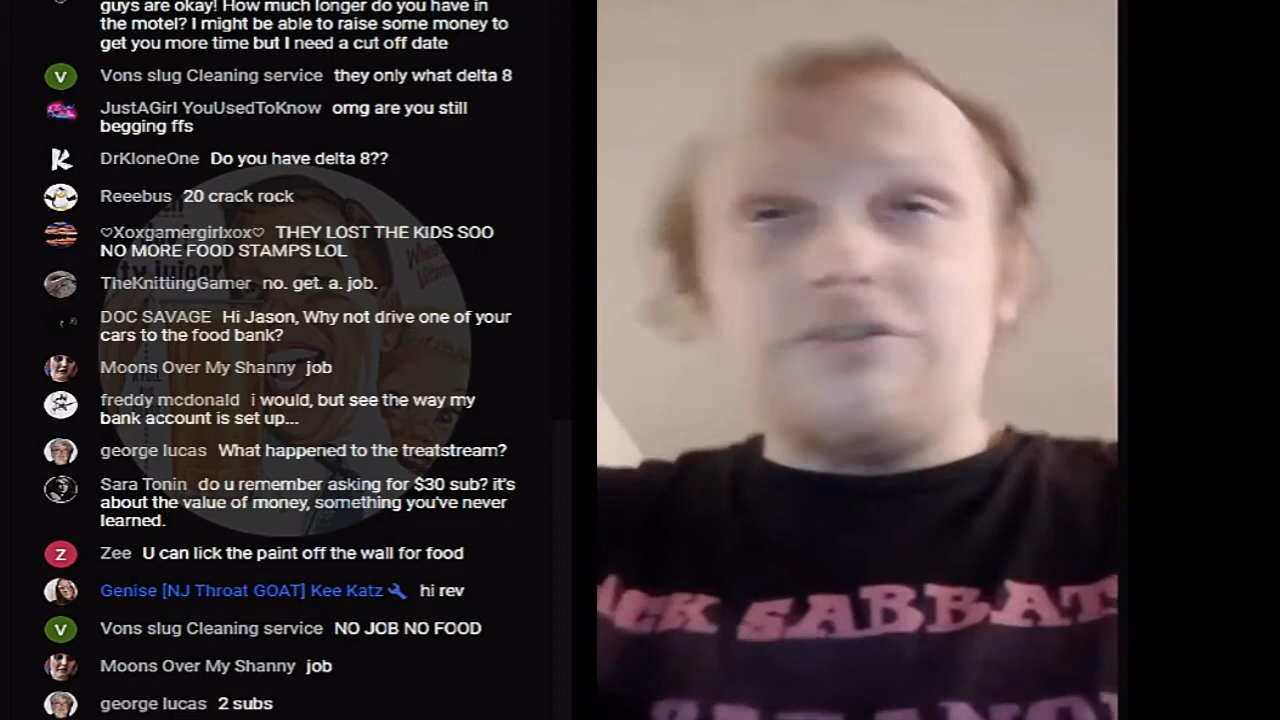 guys are okay! How much longer do you have in
the motel? I might be able to raise some money to
get you more time but I need a cut off date
V Vons slug Cleaning service they only what delta 8
JustAGirl YouUsedToKnow omg are you still
begging ffs
DrKloneOne Do you have delta 8??
Reeebus 20 crack rock
♡Xoxgamergirlxox♡ THEY LOST THE KIDS SOO
NO MORE FOOD STAMPS LOL
TheKnittingGamer no. get. a. job.
DOC SAVAGE Hi Jason, Why not drive one of your
cars to the food bank?
Moons Over My Shanny job
freddy mcdonald i would, but see the way my
bank account is set up...
george lucas What happened to the treatstream?
Sara Tonin do u remember asking for $30 sub? it's
about the value of money, something you've never
learned.
Z Zee U can lick the paint off the wall for food
Genise [NJ Throat GOAT] Kee Katz hi rev
V Vons slug Cleaning service NO JOB NO FOOD
Moons Over My Shanny job
george lucas 2 subs
ty juicer
ACK SABBAT